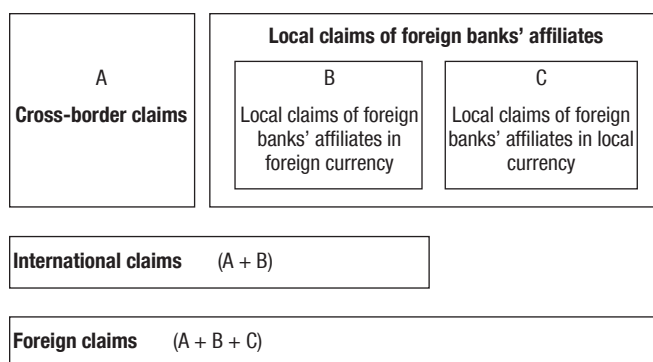 Local claims of foreign banks' affiliates
A
Cross-border claims
B
Local claims of foreign
banks' affiliates in
foreign currency
C
Local claims of foreign
banks' affiliates in local
currency
International claims (A + B)
Foreign claims (A + B + C)